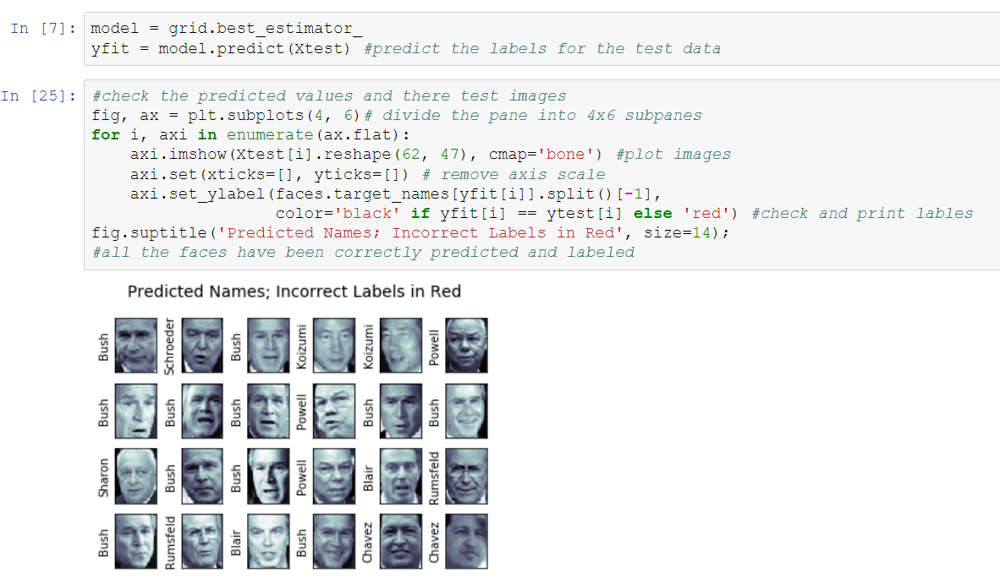 In [7]: model = grid.best_estimator_
yfit = model.predict(Xtest) #predict the labels for the test data
In [25]: #check the predicted values and there test images
fig, ax = plt.subplots(4, 6)# divide the pane into 4x6 subpanes
for i, axi in enumerate(ax.flat):
    axi.imshow(Xtest[i].reshape(62, 47), cmap='bone') #plot images
    axi.set(xticks=[], yticks=[]) # remove axis scale
    axi.set_ylabel(faces.target_names[yfit[i]].split()[-1],
                   color='black' if yfit[i] == ytest[i] else 'red') #check and print lables
fig.suptitle('Predicted Names; Incorrect Labels in Red', size=14);
#all the faces have been correctly predicted and labeled
Predicted Names; Incorrect Labels in Red
Bush Schroeder Bush Koizumi Koizumi Powell
Bush Bush Bush Powell Bush Bush
Sharon Bush Bush Powell Blair Rumsfeld
Bush Rumsfeld Blair Bush Chavez Chavez